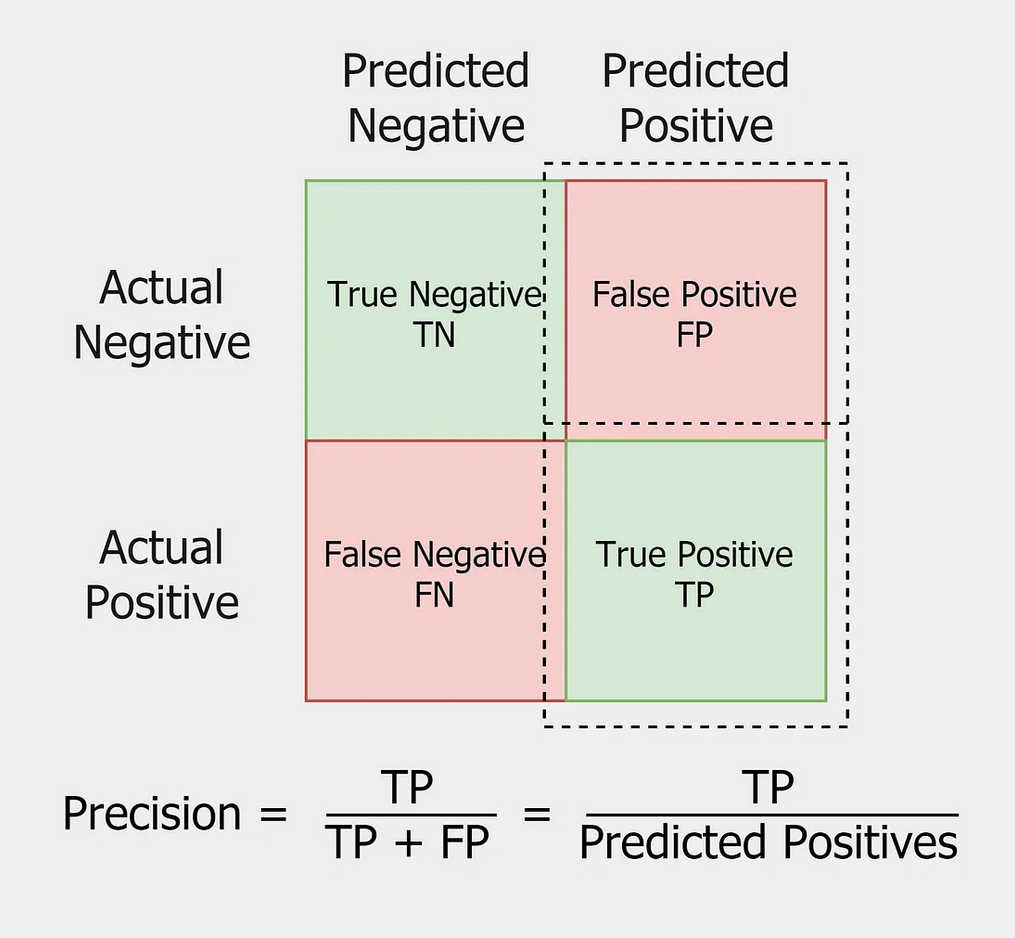 Predicted Negative
Predicted Positive
Actual Negative
True Negative
TN
False Positive
FP
Actual Positive
False Negative
FN
True Positive
TP
Precision = TP / TP + FP = TP / Predicted Positives